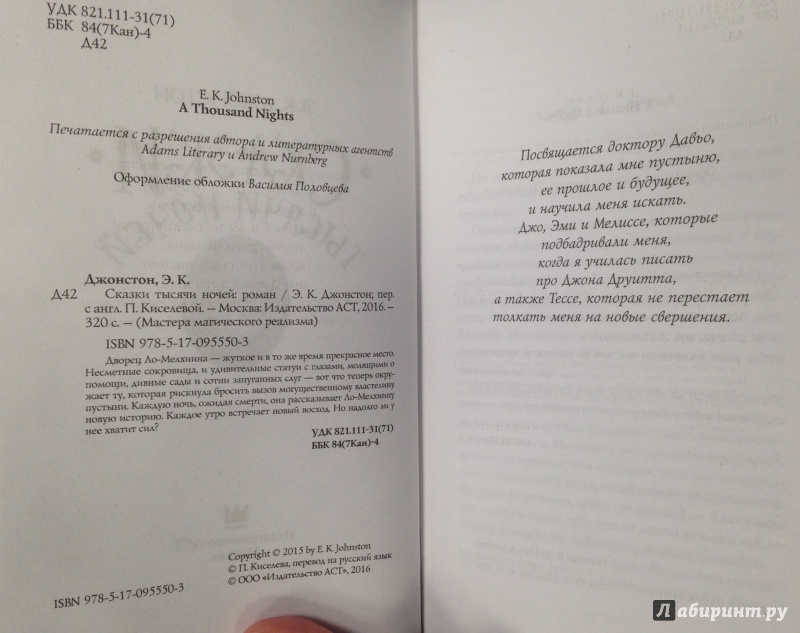 УДК 821.111-31(71)
ББК 84(7Кан)-4
Д42
E. K. Johnston
A Thousand Nights
Печатается с разрешения автора и литературных агентств
Adams Literary и Andrew Nurnberg
Оформление обложки Василия Половцева
Джонстон, Э. К.
Д42 Сказки тысячи ночей: роман / Э. К. Джонстон; пер.
с англ. П. Киселевой. — Москва: Издательство АСТ, 2016. —
320 с. — (Мастера магического реализма)
ISBN 978-5-17-095550-3
Дворец Ло-Мелхиина — жуткое и в то же время прекрасное место.
Несметные сокровища, и удивительные статуи с глазами, молящими о
помощи, дивные сады и сотни запуганных слуг — вот что теперь окру-
жает ту, которая рискнула бросить вызов могущественному властелину
пустыни. Каждую ночь, ожидая смерти, она рассказывает Ло-Мелхиину
новую историю. Каждое утро встречает новый восход. Но надолго ли у
нее хватит сил?
УДК 821.111-31(71)
ББК 84(7Кан)-4
Copyright © 2015 by E. K. Johnston
© П. Киселева, перевод на русский язык
© ООО «Издательство АСТ», 2016
ISBN 978-5-17-095550-3
Посвящается доктору Давьо,
которая показала мне пустыню,
ее прошлое и будущее,
и научила меня искать.
Джо, Эми и Мелиссе, которые
подбадривали меня,
когда я училась писать
про Джона Друитта,
а также Тессе, которая не перестает
толкать меня на новые свершения.
Лабиринт.ру